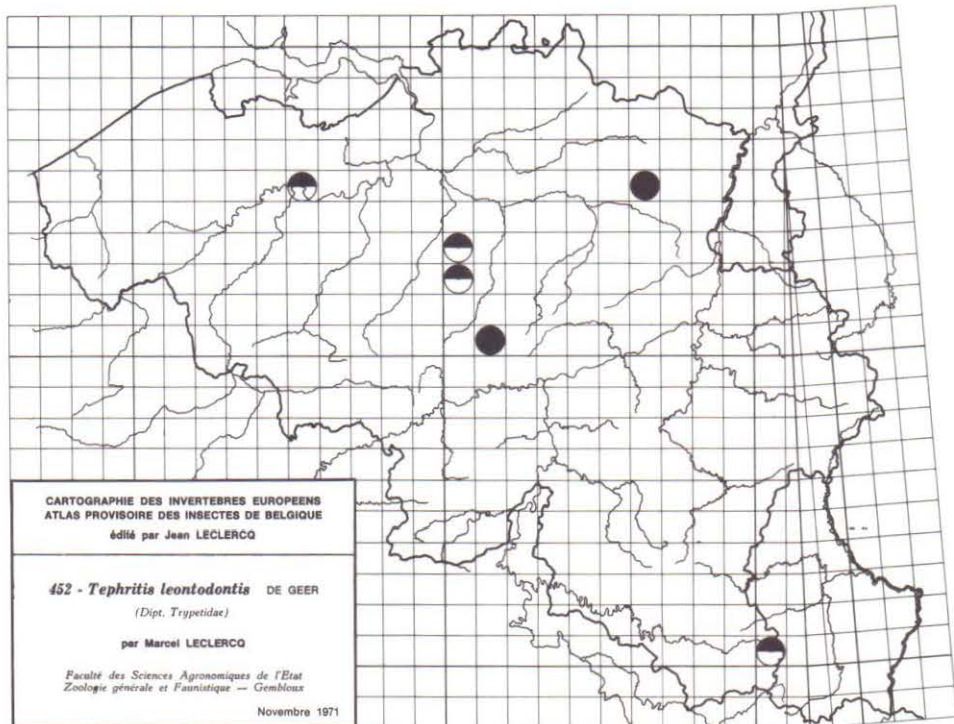 CARTOGRAPHIE DES INVERTEBRES EUROPEENS
ATLAS PROVISOIRE DES INSECTES DE BELGIQUE
édité par Jean LECLERCQ
452 - Tephritis leontodontis DE GEER
(Dipt. Trypetidae)
par Marcel LECLERCQ
Faculté des Sciences Agronomiques de l'Etat
Zoologie générale et Faunistique — Gembloux
Novembre 1971